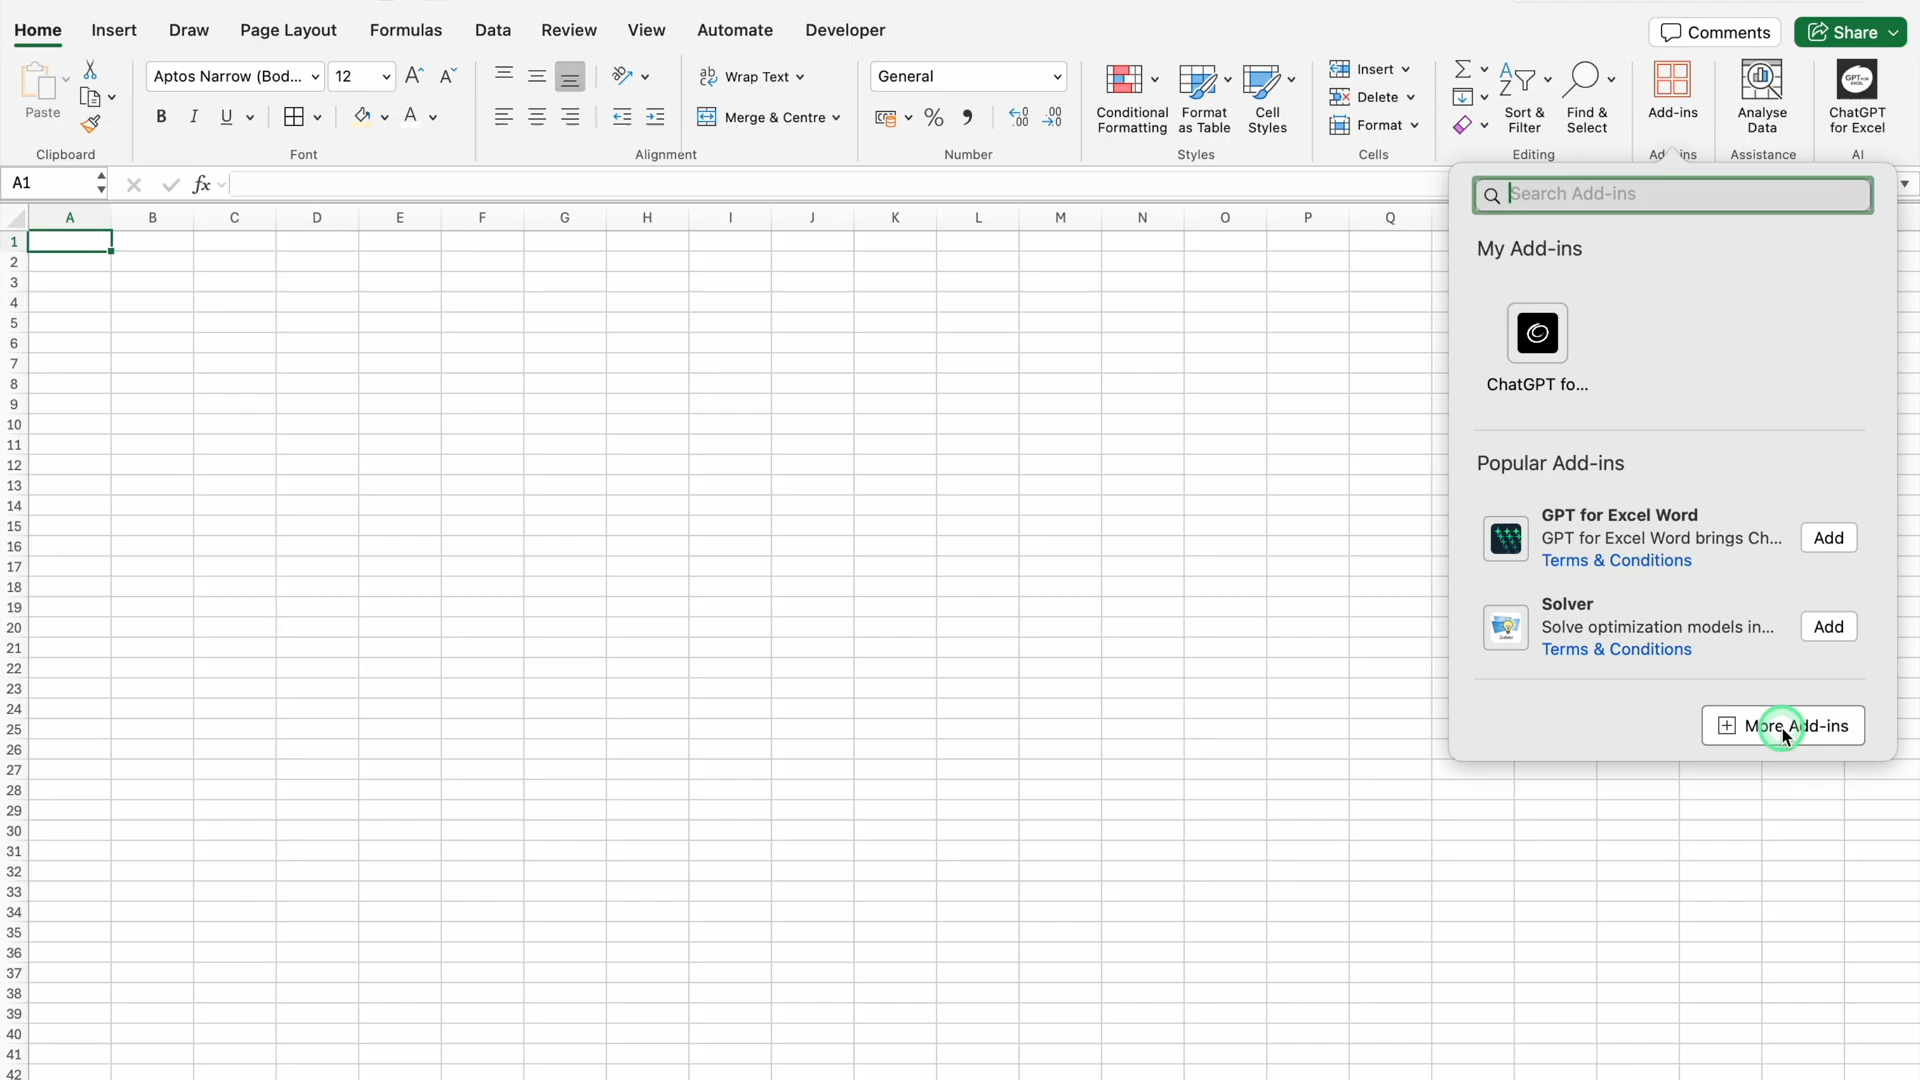 Home Insert Draw Page Layout Formulas Data Review View Automate Developer Comments Share
Paste
Clipboard
Aptos Narrow (Bod... 12
B I U A
Font
Alignment
Wrap Text
Merge & Centre
General
% .00 .00
Number
Conditional
Formatting
Format
as Table
Cell
Styles
Styles
Insert
Delete
Format
Cells
Sort &
Filter
Find &
Select
Editing
Add-ins
Analyse
Data
Assistance
GPT FOR
EXCEL
ChatGPT
for Excel
AI
A1 fx
A B C D E F G H I J K L M N O P Q
1
2
3
4
5
6
7
8
9
10
11
12
13
14
15
16
17
18
19
20
21
22
23
24
25
26
27
28
29
30
31
32
33
34
35
36
37
38
39
40
41
42
Search Add-ins
My Add-ins
ChatGPT fo...
Popular Add-ins
GPT for Excel Word
GPT for Excel Word brings Ch...
Terms & Conditions
Add
Solver
Solve optimization models in...
Terms & Conditions
Add
More Add-ins